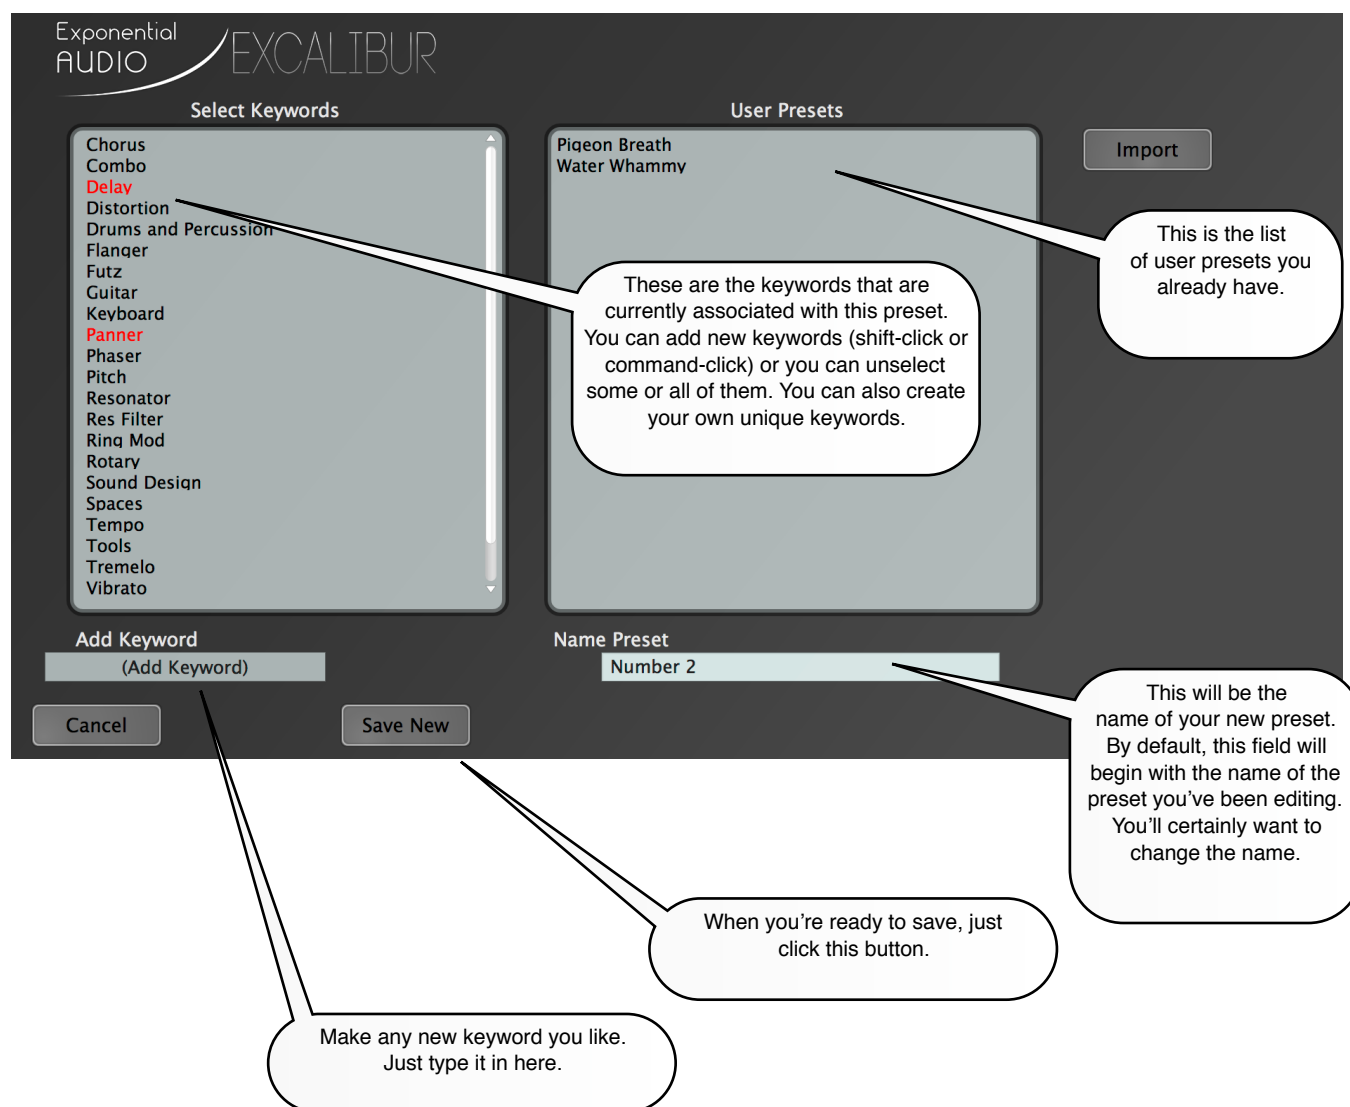 Exponential
AUDIO
EXCALIBUR
Select Keywords
Chorus
Combo
Delay
Distortion
Drums and Percussion
Flanger
Futz
Guitar
Keyboard
Panner
Phaser
Pitch
Resonator
Res Filter
Ring Mod
Rotary
Sound Design
Spaces
Tempo
Tools
Tremelo
Vibrato
User Presets
Pigeon Breath
Water Whammy
Import
This is the list
of user presets you
already have.
These are the keywords that are
currently associated with this preset.
You can add new keywords (shift-click or
command-click) or you can unselect
some or all of them. You can also create
your own unique keywords.
Add Keyword
(Add Keyword)
Name Preset
Number 2
Cancel
Save New
This will be the
name of your new preset.
By default, this field will
begin with the name of the
preset you've been editing.
You'll certainly want to
change the name.
When you're ready to save, just
click this button.
Make any new keyword you like.
Just type it in here.